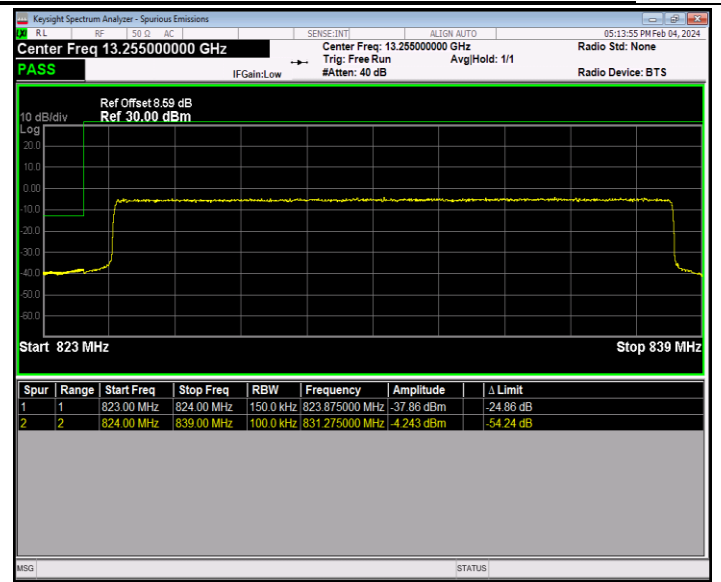 Keysight Spectrum Analyzer - Spurious Emissions
RL RF 50 Ω AC SENSE:INT ALIGN AUTO 05:13:55 PM Feb 04, 2024
Center Freq 13.255000000 GHz Center Freq: 13.255000000 GHz Radio Std: None
Trig: Free Run Avg|Hold: 1/1
PASS IFGain:Low #Atten: 40 dB Radio Device: BTS
Ref Offset 8.59 dB
10 dB/div Ref 30.00 dBm
Log
20.0
10.0
0.00
-10.0
-20.0
-30.0
-40.0
-50.0
-60.0
Start 823 MHz Stop 839 MHz
Spur Range Start Freq Stop Freq RBW Frequency Amplitude Δ Limit
1 1 823.00 MHz 824.00 MHz 150.0 kHz 823.875000 MHz -37.86 dBm -24.86 dB
2 2 824.00 MHz 839.00 MHz 100.0 kHz 831.275000 MHz -4.243 dBm -54.24 dB
MSG STATUS